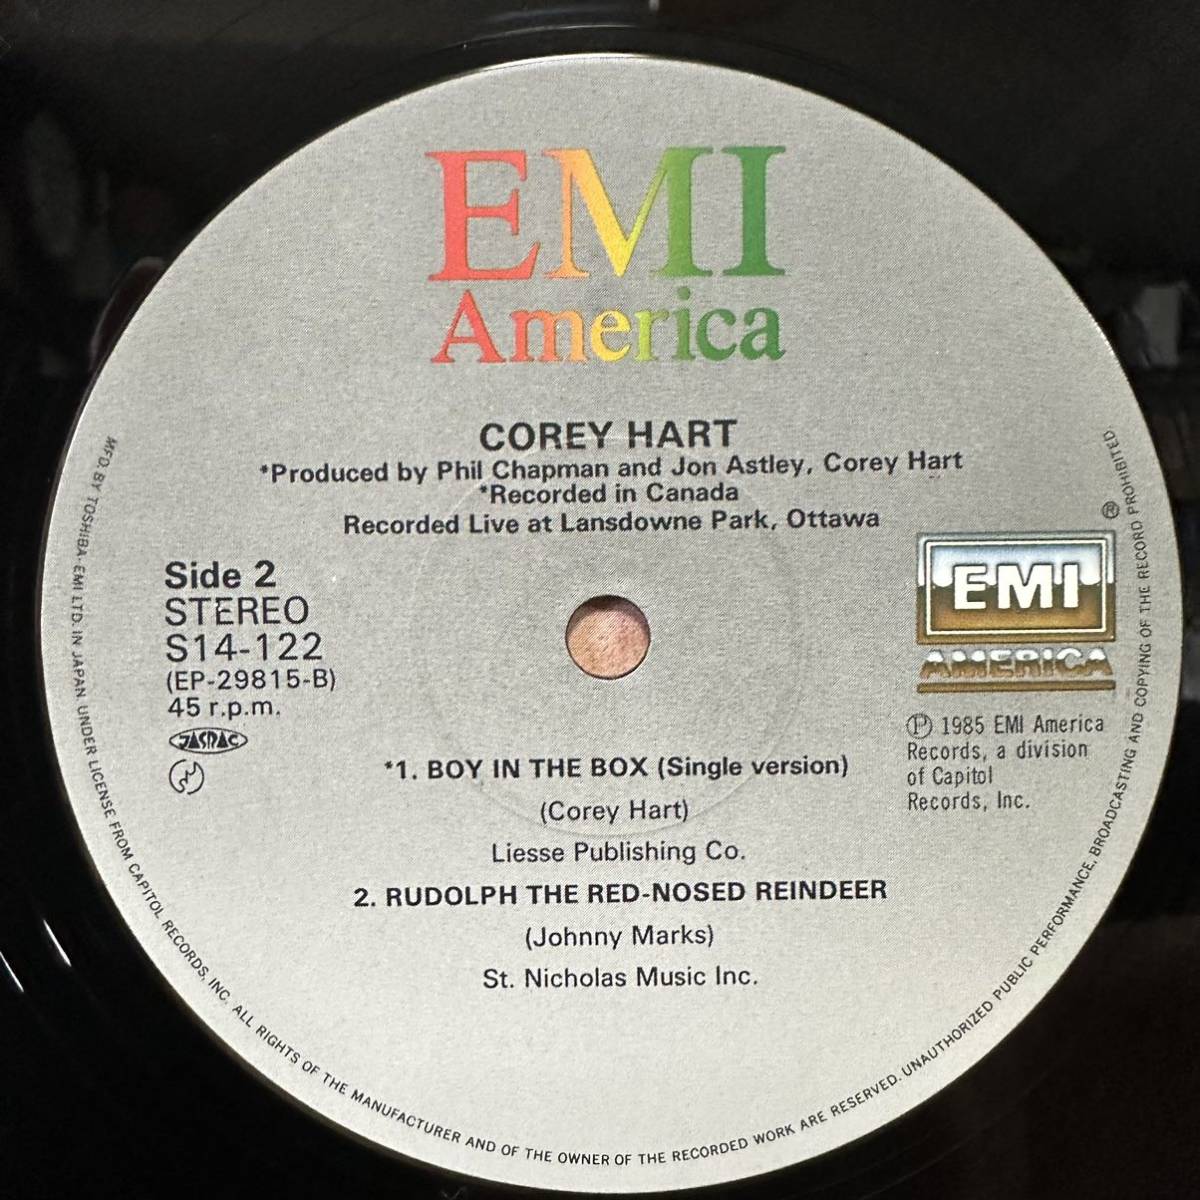 EMI
America
COREY HART
*Produced by Phil Chapman and Jon Astley, Corey Hart
*Recorded in Canada
Recorded Live at Lansdowne Park, Ottawa
Side 2
STEREO
S14-122
(EP-29815-B)
45 r.p.m.
JASRAC
®
EMI
AMERICA
Ⓟ 1985 EMI America
Records, a division
of Capitol
Records, Inc.
*1. BOY IN THE BOX (Single version)
(Corey Hart)
Liesse Publishing Co.
2. RUDOLPH THE RED-NOSED REINDEER
(Johnny Marks)
St. Nicholas Music Inc.
MFD. BY TOSHIBA-EMI LTD. IN JAPAN UNDER LICENSE FROM CAPITOL RECORDS, INC. ALL RIGHTS OF THE MANUFACTURER AND OF THE OWNER OF THE RECORDED WORK ARE RESERVED. UNAUTHORIZED PUBLIC PERFORMANCE, BROADCASTING AND COPYING OF THE RECORD PROHIBITED.